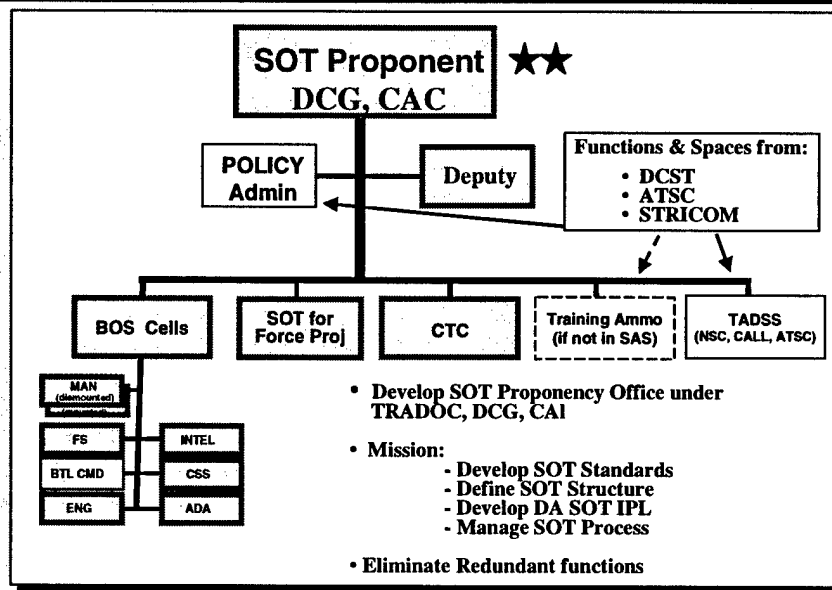 SOT Proponent
DCG, CAC
POLICY
Admin
Deputy
Functions & Spaces from:
• DCST
• ATSC
• STRICOM
BOS Cells
SOT for
Force Proj
CTC
Training Ammo
(if not in SAS)
TADSS
(NSC, CALL, ATSC)
MAN
(dismounted)
FS
INTEL
BTL CMD
CSS
ENG
ADA
• Develop SOT Proponency Office under
TRADOC, DCG, CAI
• Mission:
- Develop SOT Standards
- Define SOT Structure
- Develop DA SOT IPL
- Manage SOT Process
• Eliminate Redundant functions